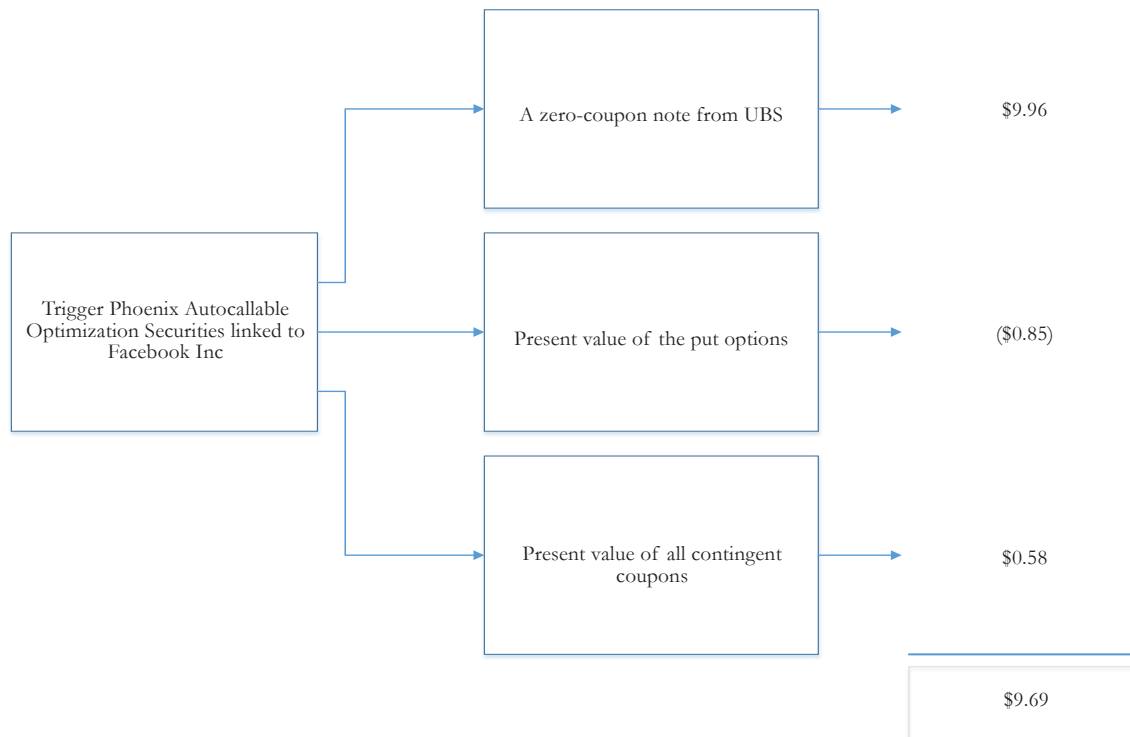 A zero-coupon note from UBS
$9.96
Trigger Phoenix Autocallable
Optimization Securities linked to
Facebook Inc
Present value of the put options
($0.85)
Present value of all contingent
coupons
$0.58
$9.69